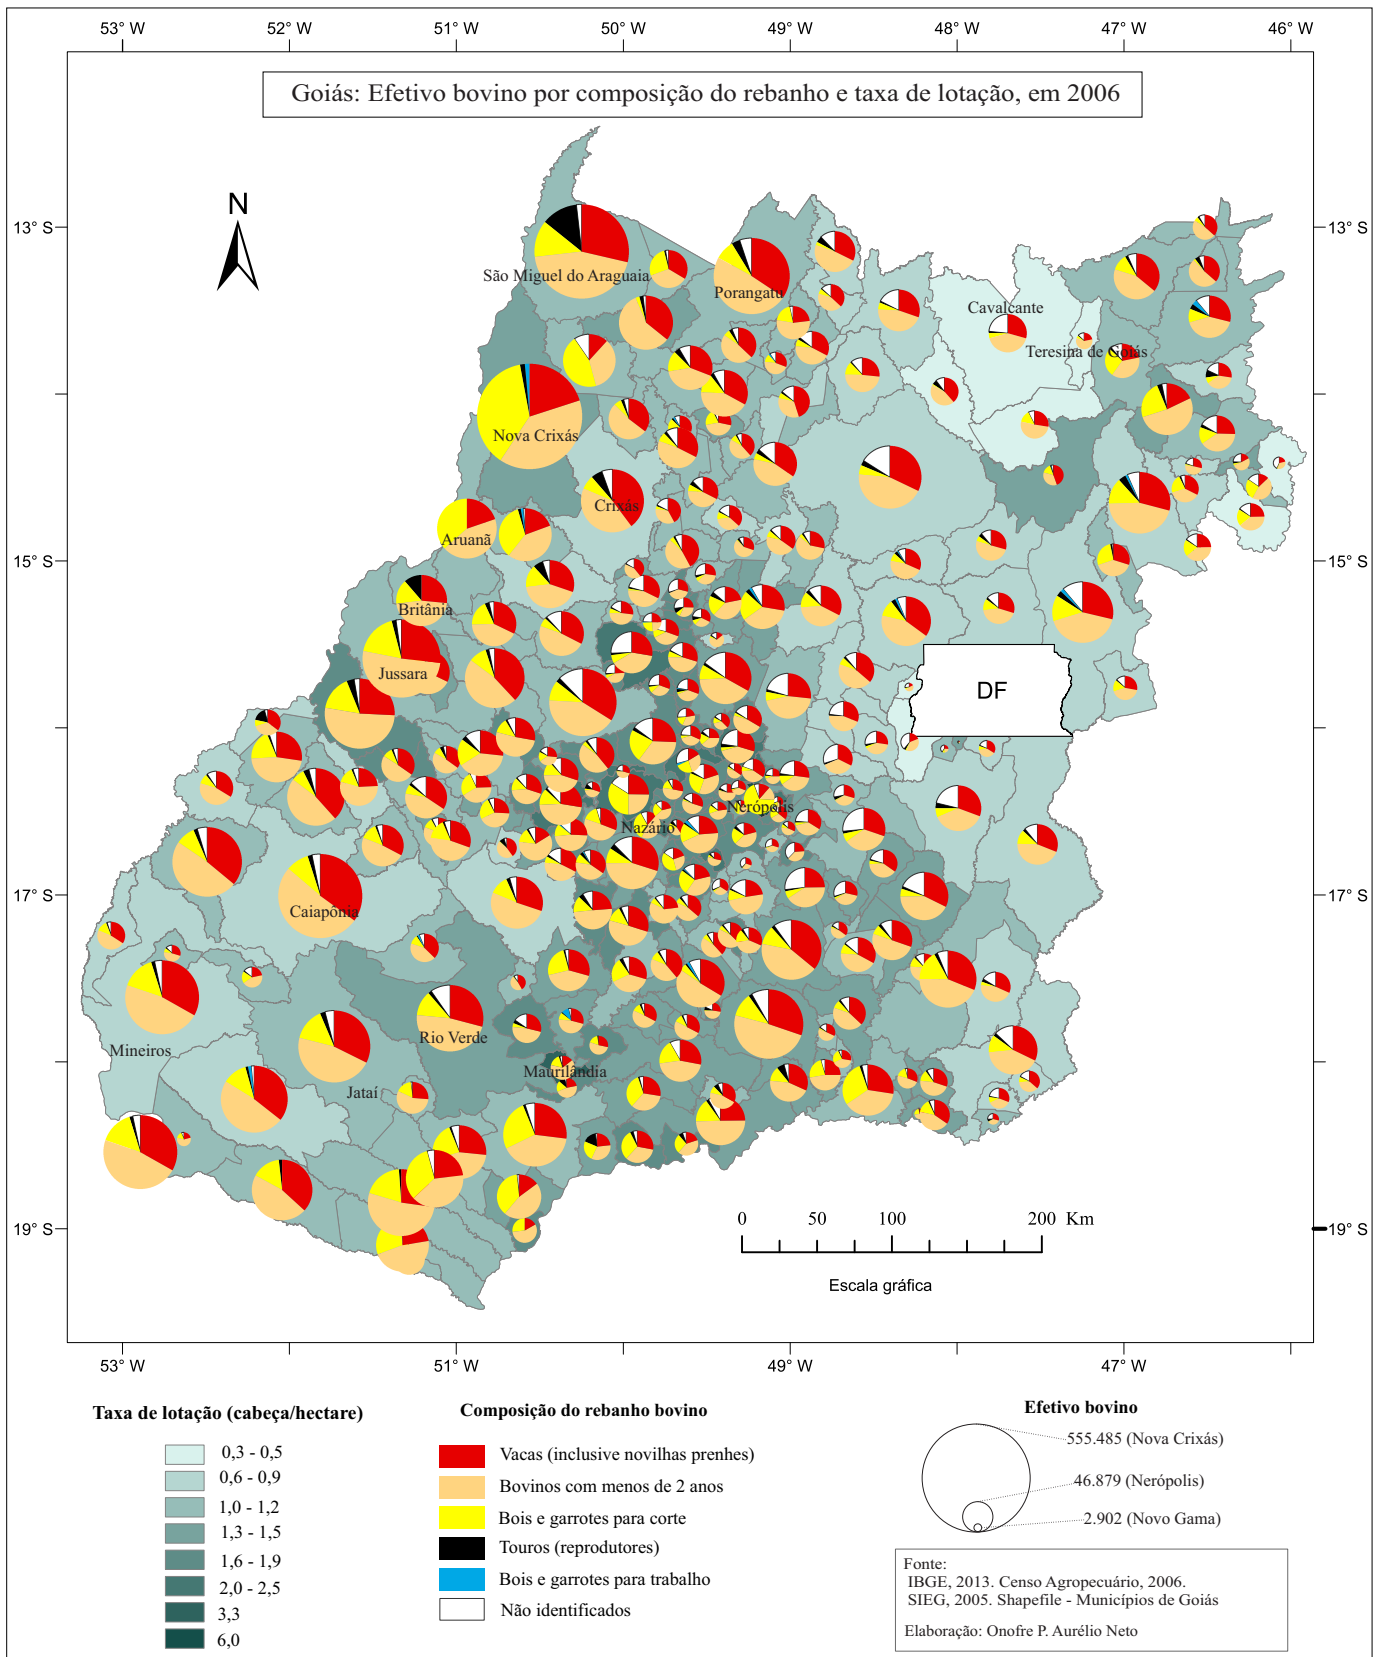 53° W 52° W 51° W 50° W 49° W 48° W 47° W 46° W
Goiás: Efetivo bovino por composição do rebanho e taxa de lotação, em 2006
N
13° S 13° S
São Miguel do Araguaia
Porangatu
Cavalcante
Teresina de Goiás
Nova Crixás
Crixás
Aruanã
15° S 15° S
Britânia
Jussara
DF
Nerópolis
Nazário
17° S 17° S
Caiapônia
Rio Verde
Mineiros
Maurilândia
Jataí
19° S 19° S
0 50 100 200 Km
Escala gráfica
53° W 51° W 49° W 47° W
Taxa de lotação (cabeça/hectare)
0,3 - 0,5
0,6 - 0,9
1,0 - 1,2
1,3 - 1,5
1,6 - 1,9
2,0 - 2,5
3,3
6,0
Composição do rebanho bovino
Vacas (inclusive novilhas prenhes)
Bovinos com menos de 2 anos
Bois e garrotes para corte
Touros (reprodutores)
Bois e garrotes para trabalho
Não identificados
Efetivo bovino
555.485 (Nova Crixás)
46.879 (Nerópolis)
2.902 (Novo Gama)
Fonte:
IBGE, 2013. Censo Agropecuário, 2006.
SIEG, 2005. Shapefile - Municípios de Goiás
Elaboração: Onofre P. Aurélio Neto